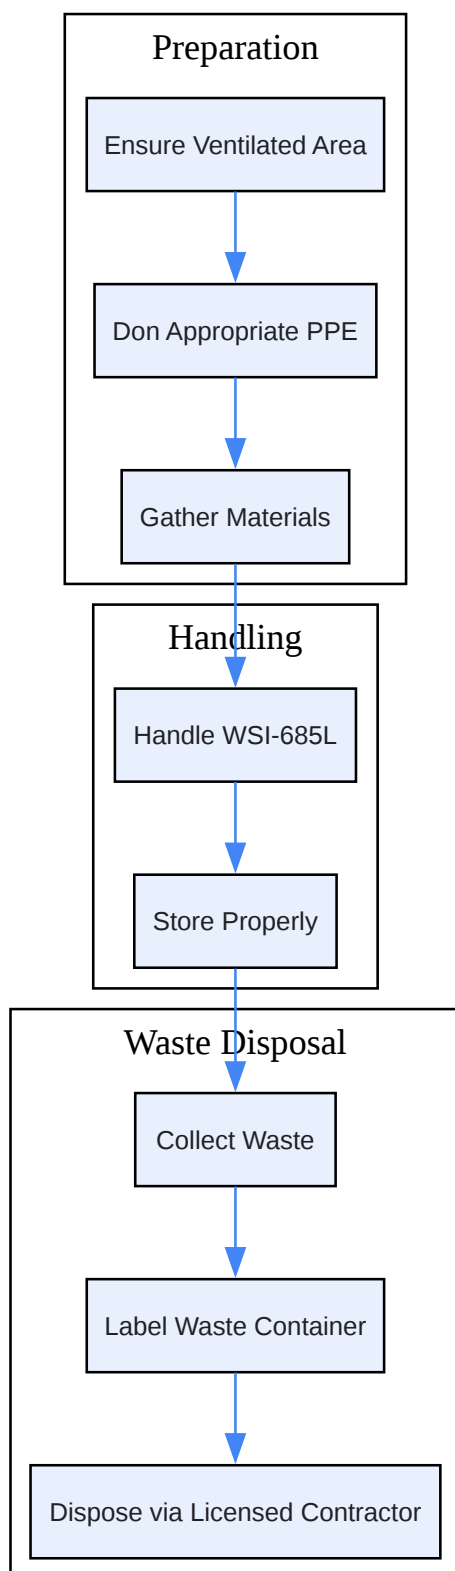 Preparation
Ensure Ventilated Area
Don Appropriate PPE
Gather Materials
Handling
Handle WSI-685L
Store Properly
Waste Disposal
Collect Waste
Label Waste Container
Dispose via Licensed Contractor